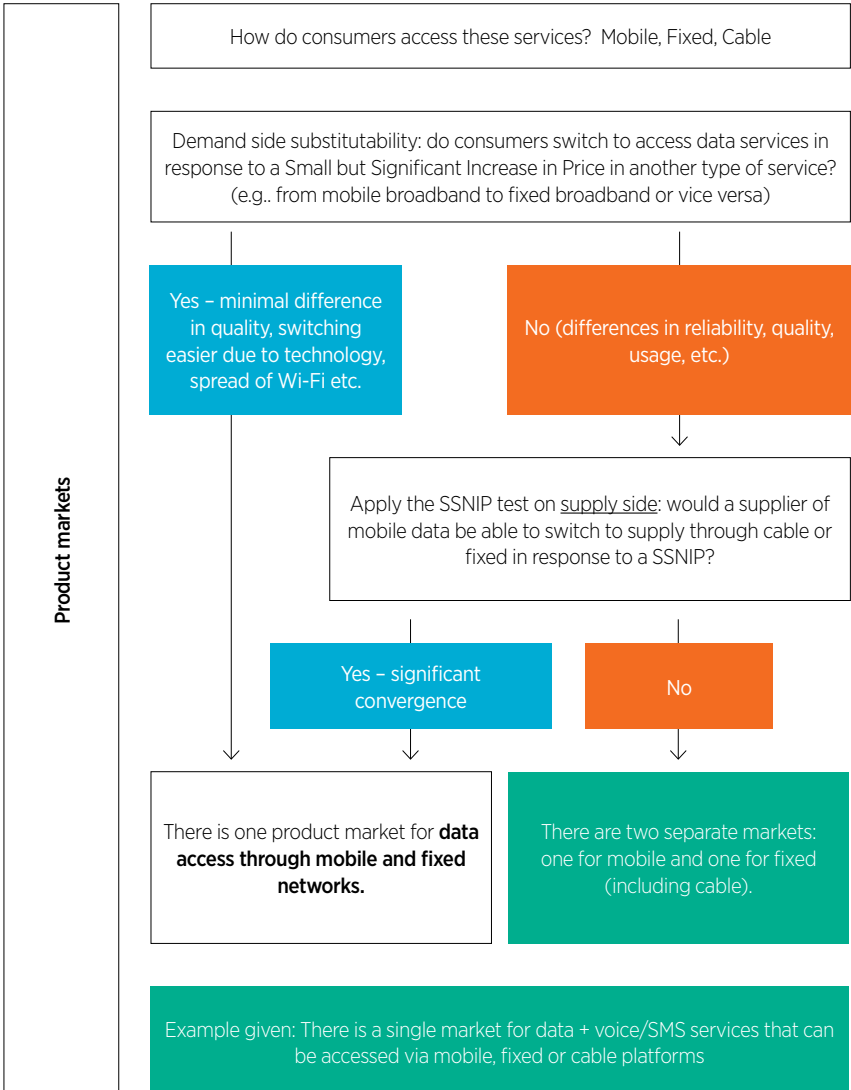 How do consumers access these services? Mobile, Fixed, Cable
Demand side substitutability: do consumers switch to access data services in
response to a Small but Significant Increase in Price in another type of service?
(e.g.. from mobile broadband to fixed broadband or vice versa)
Yes – minimal difference
in quality, switching
easier due to technology,
spread of Wi-Fi etc.
No (differences in reliability, quality,
usage, etc.)
Product markets
Apply the SSNIP test on supply side: would a supplier of
mobile data be able to switch to supply through cable or
fixed in response to a SSNIP?
Yes – significant
convergence
No
There is one product market for data
access through mobile and fixed
networks.
There are two separate markets:
one for mobile and one for fixed
(including cable).
Example given: There is a single market for data + voice/SMS services that can
be accessed via mobile, fixed or cable platforms